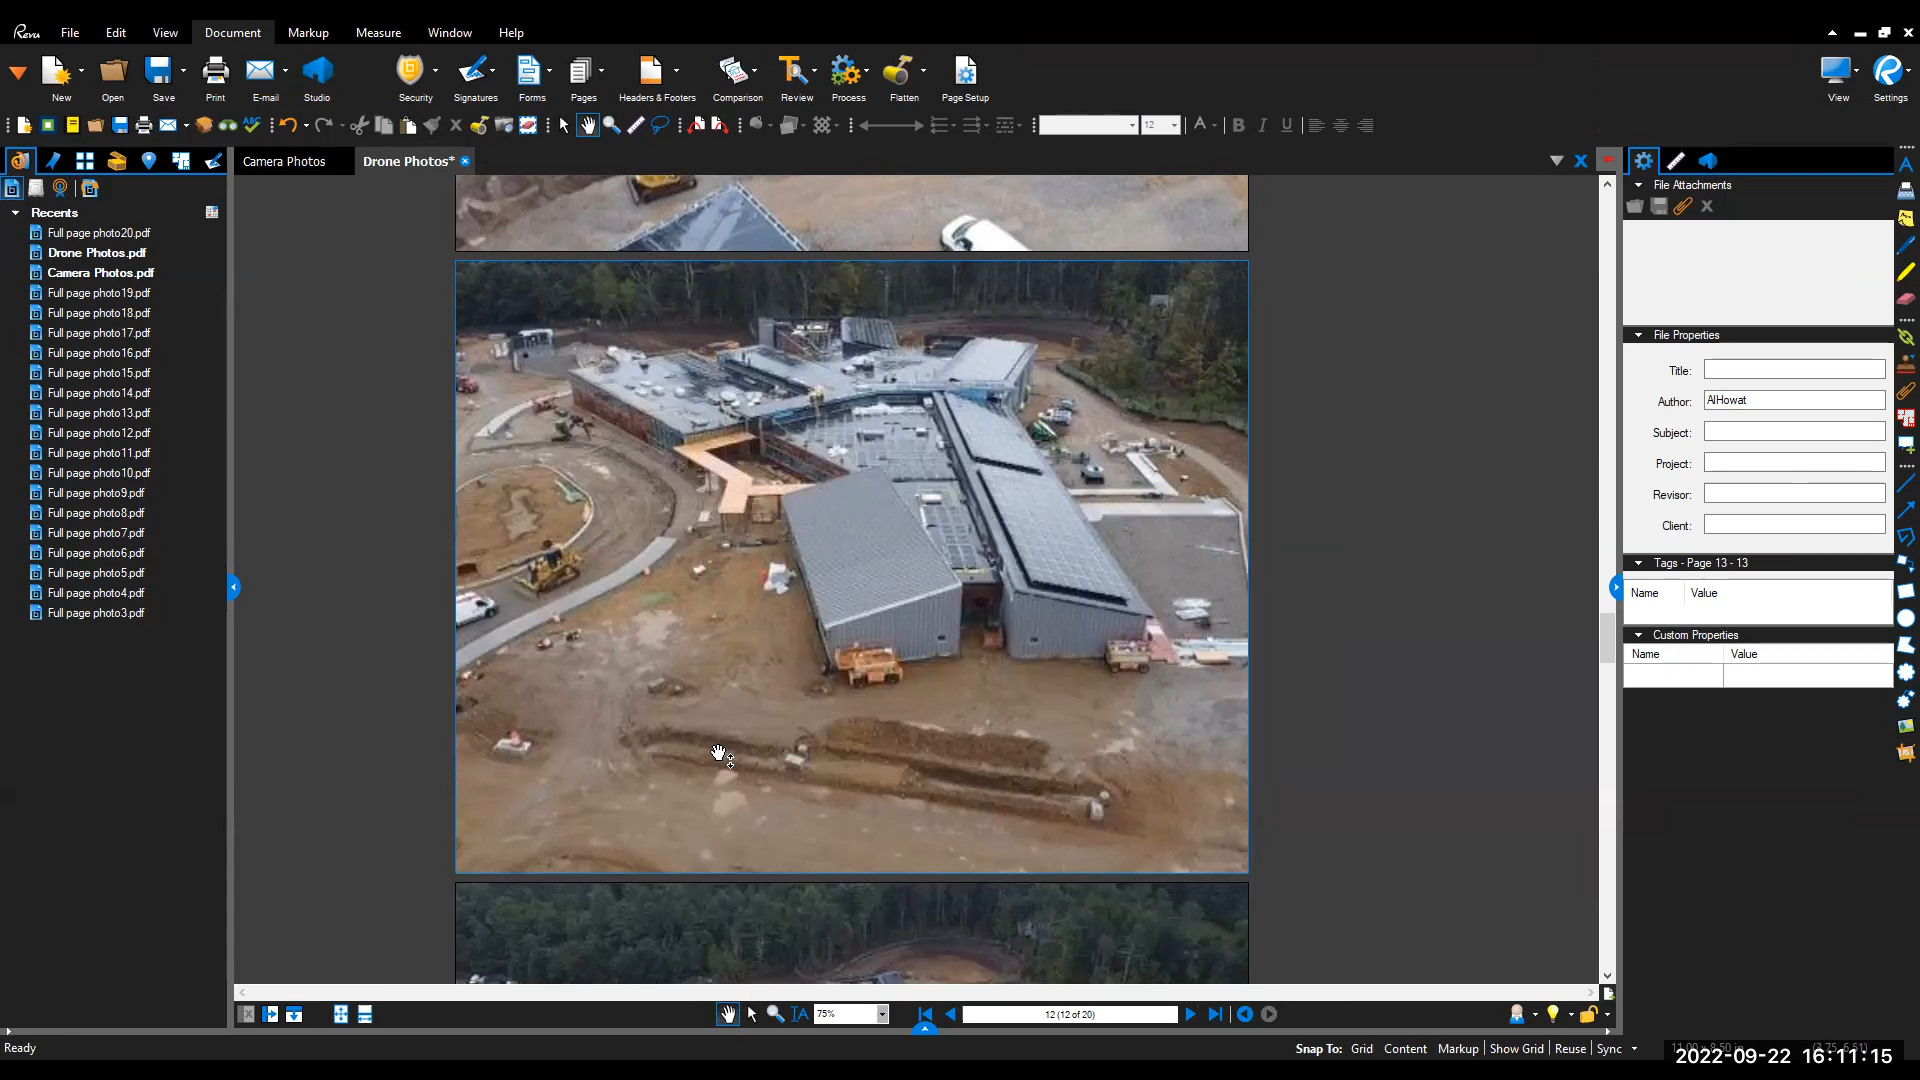 Revu File Edit View Document Markup Measure Window Help
New Open Save Print E-mail Studio Security Signatures Forms Pages Headers & Footers Comparison Review Process Flatten Page Setup View Settings
ABC 12 A B I U
Camera Photos Drone Photos*
Recents
Full page photo20.pdf
Drone Photos.pdf
Camera Photos.pdf
Full page photo19.pdf
Full page photo18.pdf
Full page photo17.pdf
Full page photo16.pdf
Full page photo15.pdf
Full page photo14.pdf
Full page photo13.pdf
Full page photo12.pdf
Full page photo11.pdf
Full page photo10.pdf
Full page photo9.pdf
Full page photo8.pdf
Full page photo7.pdf
Full page photo6.pdf
Full page photo5.pdf
Full page photo4.pdf
Full page photo3.pdf
File Attachments
File Properties
Title:
Author: AlHowat
Subject:
Project:
Revisor:
Client:
Tags - Page 13 - 13
Name Value
Custom Properties
Name Value
75% 12 (12 of 20)
Ready
Snap To: Grid Content Markup Show Grid Reuse Sync
2022-09-22 16:11:15